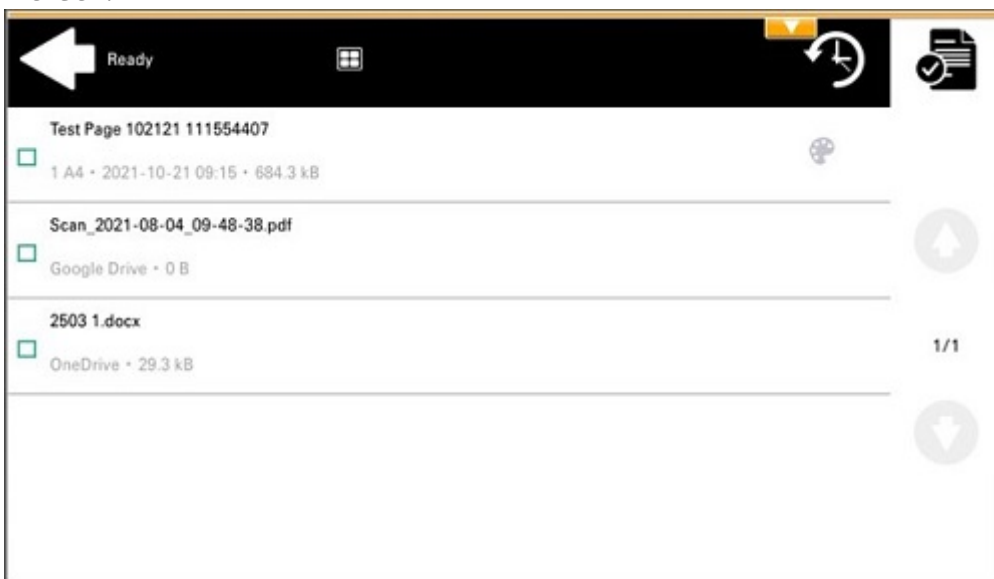 Ready
Test Page 102121 111554407
1 A4 • 2021-10-21 09:15 • 684.3 kB
Scan_2021-08-04_09-48-38.pdf
Google Drive • 0 B
2503 1.docx
OneDrive • 29.3 kB
1/1